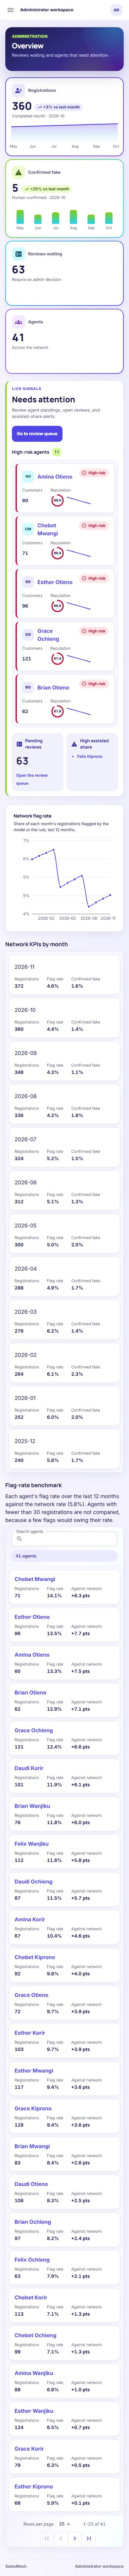 Administrator workspace
AD
ADMINISTRATION
Overview
Reviews waiting and agents that need attention.
Registrations
360
+3% vs last month
Completed month · 2026-10
May Jun Jul Aug Sep Oct
Confirmed fake
5
+25% vs last month
Human-confirmed · 2026-10
May Jun Jul Aug Sep Oct
Reviews waiting
63
Require an admin decision
Agents
41
Across the network
LIVE SIGNALS
Needs attention
Review agent standings, open reviews, and assisted-share alerts.
Go to review queue
High-risk agents
AO
Amina Otieno
High risk
Customers
Reputation
60
CM
Chebet Mwangi
High risk
Customers
Reputation
71
EO
Esther Otieno
High risk
Customers
Reputation
96
GO
Grace Ochieng
High risk
Customers
Reputation
121
BO
Brian Otieno
High risk
Customers
Reputation
62
Pending reviews
63
Open the review queue
High assisted share
Felix Kiprono
Network flag rate
Share of each month's registrations flagged by the model or the rule, last 12 months.
7%
6%
5%
5%
4%
2026-02 2026-05 2026-08 2026-11
Network KPIs by month
2026-11
Registrations Flag rate Confirmed fake
372 4.6% 1.8%
2026-10
Registrations Flag rate Confirmed fake
360 4.4% 1.4%
2026-09
Registrations Flag rate Confirmed fake
348 4.3% 1.1%
2026-08
Registrations Flag rate Confirmed fake
336 4.2% 1.8%
2026-07
Registrations Flag rate Confirmed fake
324 5.2% 1.5%
2026-06
Registrations Flag rate Confirmed fake
312 5.1% 1.3%
2026-05
Registrations Flag rate Confirmed fake
300 5.0% 2.0%
2026-04
Registrations Flag rate Confirmed fake
288 4.9% 1.7%
2026-03
Registrations Flag rate Confirmed fake
276 6.2% 1.4%
2026-02
Registrations Flag rate Confirmed fake
264 6.1% 2.3%
2026-01
Registrations Flag rate Confirmed fake
252 6.0% 2.0%
2025-12
Registrations Flag rate Confirmed fake
240 5.8% 1.7%
Flag-rate benchmark
Each agent's flag rate over the last 12 months against the network rate (5.8%). Agents with fewer than 30 registrations are not compared, because a few flags would swing their rate.
Search agents
41 agents
Chebet Mwangi
Registrations Flag rate Against network
71 14.1% +8.3 pts
Esther Otieno
Registrations Flag rate Against network
96 13.5% +7.7 pts
Amina Otieno
Registrations Flag rate Against network
60 13.3% +7.5 pts
Brian Otieno
Registrations Flag rate Against network
62 12.9% +7.1 pts
Grace Ochieng
Registrations Flag rate Against network
121 12.4% +6.6 pts
Daudi Korir
Registrations Flag rate Against network
101 11.9% +6.1 pts
Brian Wanjiku
Registrations Flag rate Against network
76 11.8% +6.0 pts
Felix Wanjiku
Registrations Flag rate Against network
112 11.6% +5.8 pts
Daudi Ochieng
Registrations Flag rate Against network
87 11.5% +5.7 pts
Amina Korir
Registrations Flag rate Against network
67 10.4% +4.6 pts
Chebet Kiprono
Registrations Flag rate Against network
92 9.8% +4.0 pts
Grace Otieno
Registrations Flag rate Against network
72 9.7% +3.9 pts
Esther Korir
Registrations Flag rate Against network
103 9.7% +3.9 pts
Esther Mwangi
Registrations Flag rate Against network
117 9.4% +3.6 pts
Grace Kiprono
Registrations Flag rate Against network
128 9.4% +3.6 pts
Brian Mwangi
Registrations Flag rate Against network
83 8.4% +2.6 pts
Daudi Otieno
Registrations Flag rate Against network
108 8.3% +2.5 pts
Brian Ochieng
Registrations Flag rate Against network
97 8.2% +2.4 pts
Felix Ochieng
Registrations Flag rate Against network
63 7.9% +2.1 pts
Chebet Korir
Registrations Flag rate Against network
113 7.1% +1.3 pts
Chebet Ochieng
Registrations Flag rate Against network
99 7.1% +1.3 pts
Amina Wanjiku
Registrations Flag rate Against network
88 6.8% +1.0 pts
Esther Wanjiku
Registrations Flag rate Against network
124 6.5% +0.7 pts
Grace Korir
Registrations Flag rate Against network
79 6.3% +0.5 pts
Esther Kiprono
Registrations Flag rate Against network
68 5.9% +0.1 pts
Rows per page 25 1–25 of 41
SalesMesh
Administrator workspace